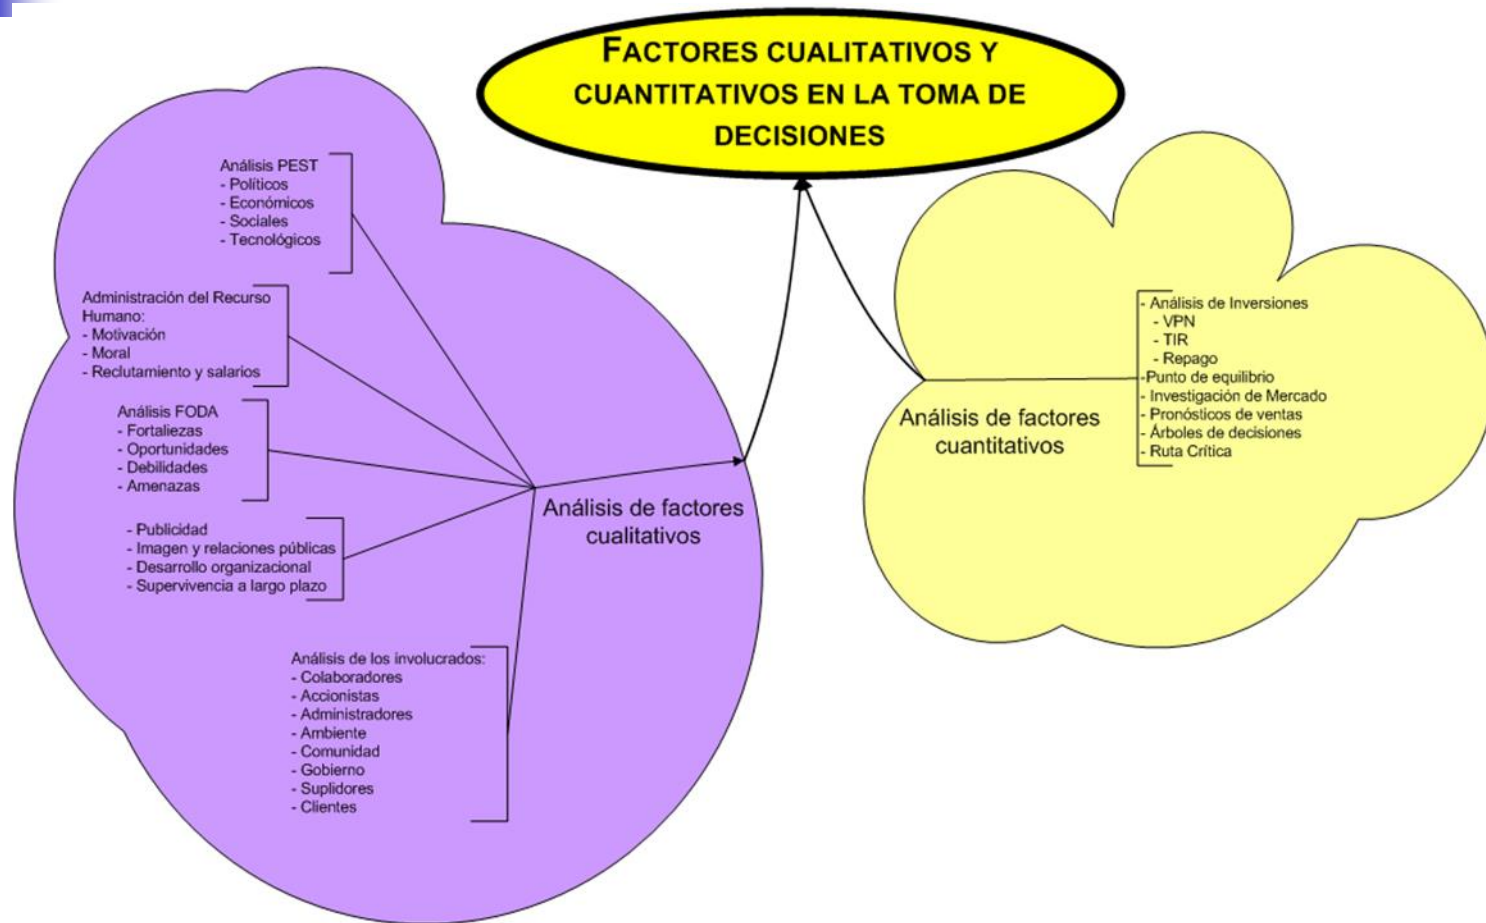 FACTORES CUALITATIVOS Y
CUANTITATIVOS EN LA TOMA DE
DECISIONES
Análisis PEST
- Políticos
- Económicos
- Sociales
- Tecnológicos
Administración del Recurso
Humano:
- Motivación
- Moral
- Reclutamiento y salarios
Análisis FODA
- Fortaliezas
- Oportunidades
- Debilidades
- Amenazas
- Publicidad
- Imagen y relaciones públicas
- Desarrollo organizacional
- Supervivencia a largo plazo
Análisis de los involucrados:
- Colaboradores
- Accionistas
- Administradores
- Ambiente
- Comunidad
- Gobierno
- Suplidores
- Clientes
Análisis de factores
cualitativos
Análisis de factores
cuantitativos
- Análisis de Inversiones
- VPN
- TIR
- Repago
-Punto de equilibrio
- Investigación de Mercado
- Pronósticos de ventas
- Árboles de decisiones
- Ruta Crítica